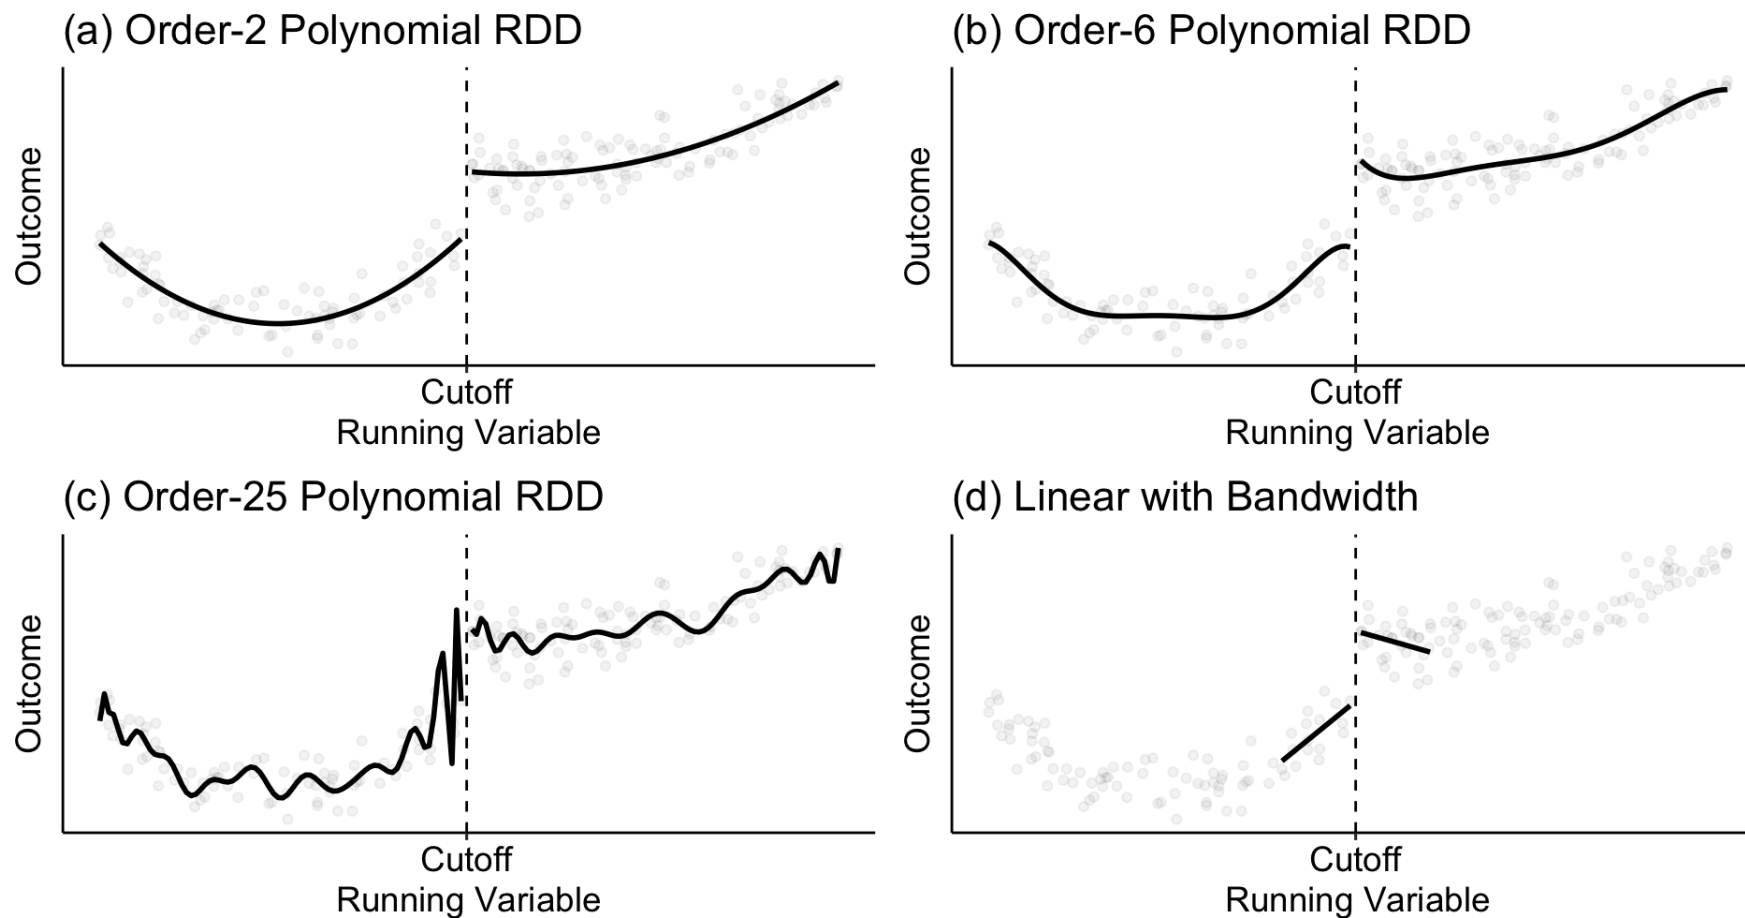 (a) Order-2 Polynomial RDD
Outcome
Cutoff
Running Variable
(b) Order-6 Polynomial RDD
Outcome
Cutoff
Running Variable
(c) Order-25 Polynomial RDD
Outcome
Cutoff
Running Variable
(d) Linear with Bandwidth
Outcome
Cutoff
Running Variable